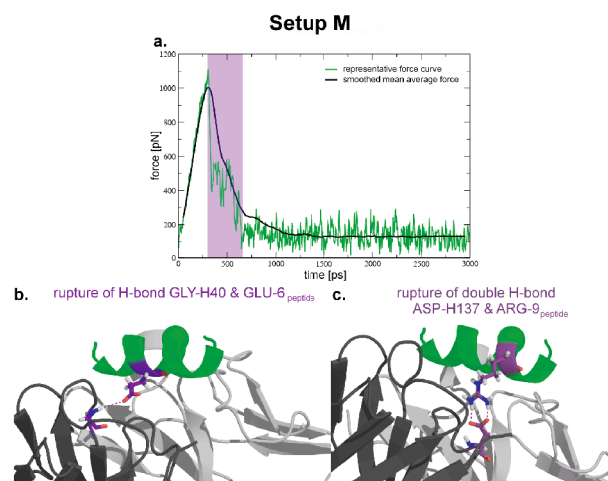 Setup M
a.
1200
1000
800
600
400
200
0
force [pN]
representative force curve
smoothed mean average force
0 500 1000 1500 2000 2500 3000
time [ps]
b.
rupture of H-bond GLY-H40 & GLU-6peptide
c.
rupture of double H-bond
ASP-H137 & ARG-9peptide